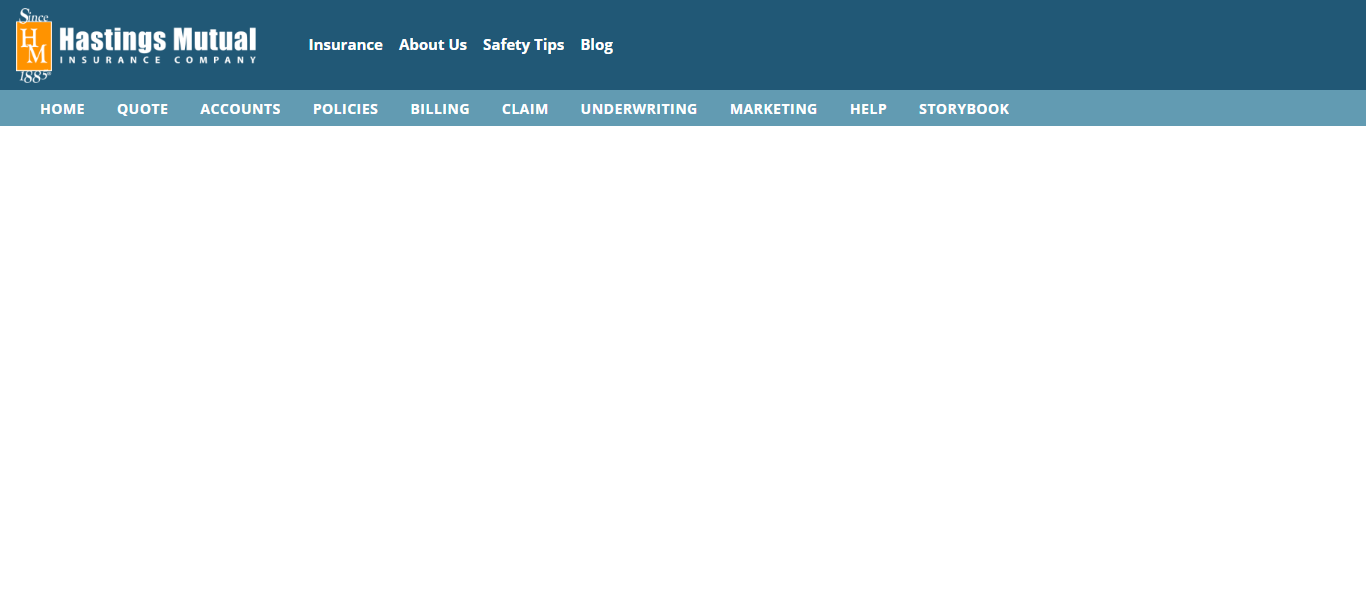 Since
HM
1885
Hastings Mutual
INSURANCE COMPANY
Insurance About Us Safety Tips Blog
HOME QUOTE ACCOUNTS POLICIES BILLING CLAIM UNDERWRITING MARKETING HELP STORYBOOK